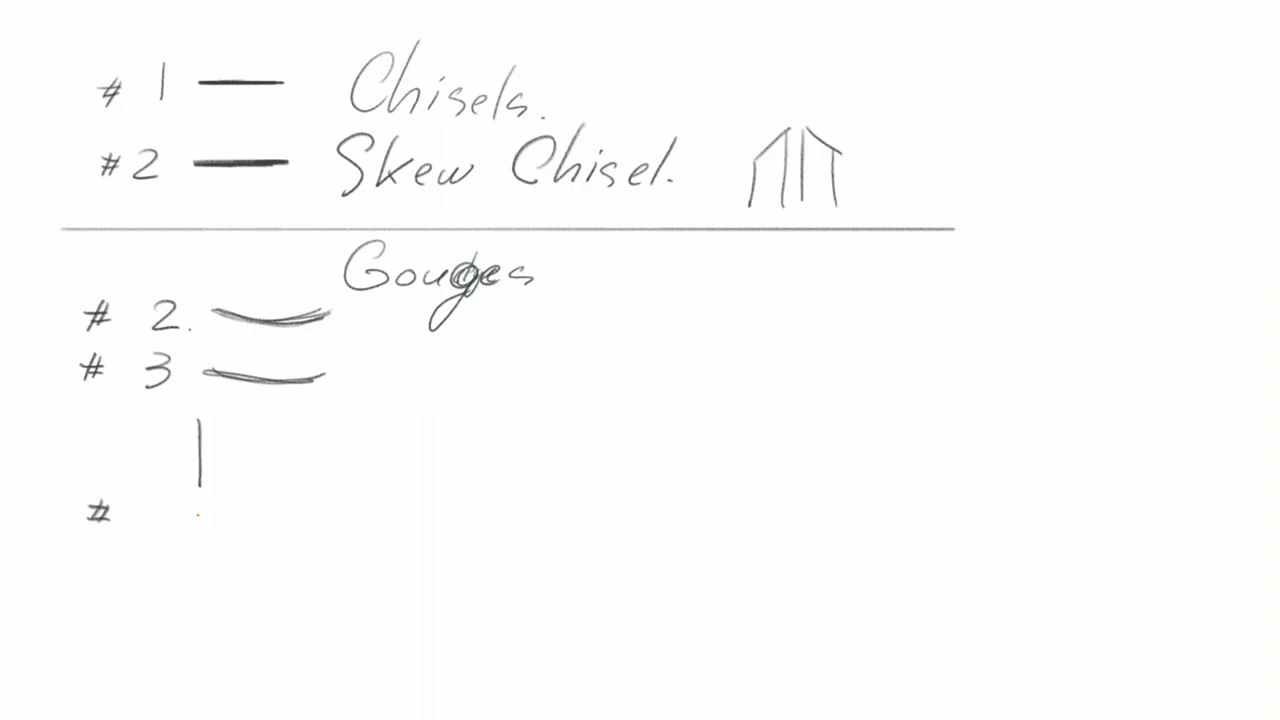 # 1 — Chisels.
# 2 — Skew Chisel.
Gouges
# 2.
# 3
#